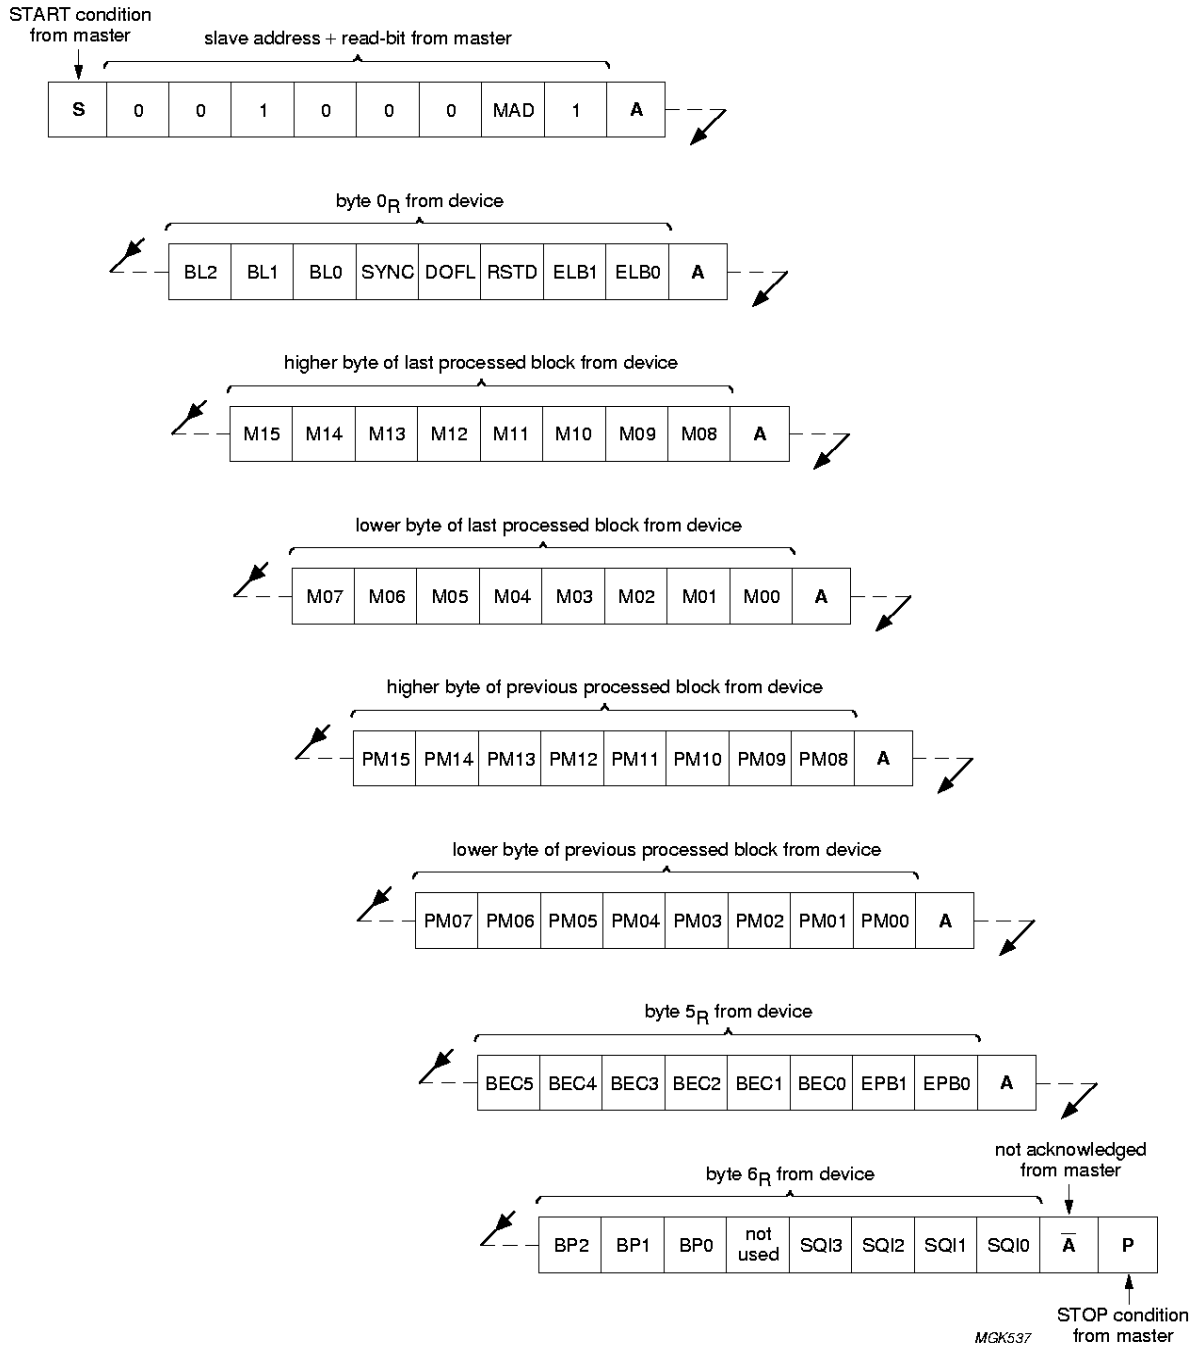 START condition
from master
slave address + read-bit from master
S 0 0 1 0 0 0 MAD 1 A
byte 0R from device
BL2 BL1 BL0 SYNC DOFL RSTD ELB1 ELB0 A
higher byte of last processed block from device
M15 M14 M13 M12 M11 M10 M09 M08 A
lower byte of last processed block from device
M07 M06 M05 M04 M03 M02 M01 M00 A
higher byte of previous processed block from device
PM15 PM14 PM13 PM12 PM11 PM10 PM09 PM08 A
lower byte of previous processed block from device
PM07 PM06 PM05 PM04 PM03 PM02 PM01 PM00 A
byte 5R from device
BEC5 BEC4 BEC3 BEC2 BEC1 BEC0 EPB1 EPB0 A
not acknowledged
from master
byte 6R from device
BP2 BP1 BP0 not used SQI3 SQI2 SQI1 SQI0 A̅ P
STOP condition
from master
MGK537